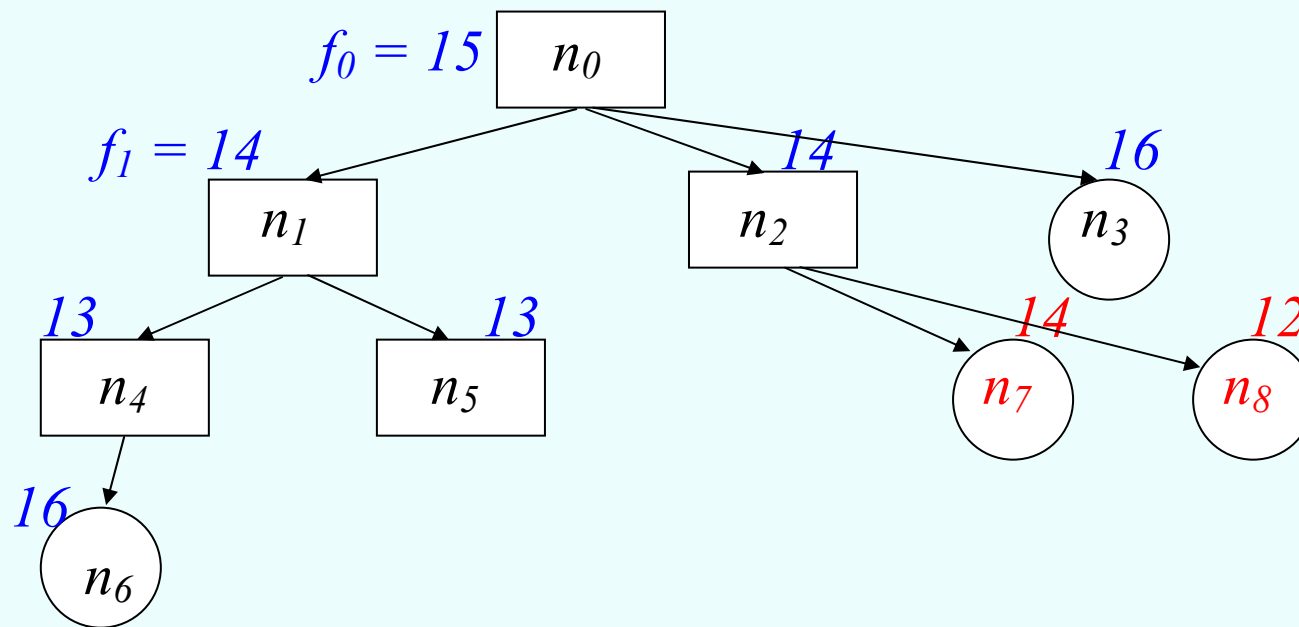 f₀ = 15
n₀
f₁ = 14
14
16
n₁
n₂
n₃
13
13
14
12
n₄
n₅
n₇
n₈
16
n₆